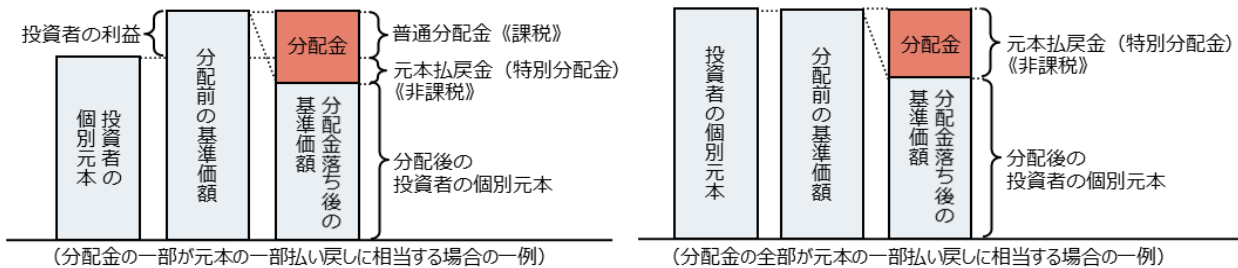 投資者の利益
投資者の
個別元本
分配前の基準価額
分配金
分配金落ち後の
基準価額
普通分配金《課税》
元本払戻金（特別分配金）
《非課税》
分配後の
投資者の個別元本
（分配金の一部が元本の一部払い戻しに相当する場合の一例）
投資者の個別元本
分配前の基準価額
分配金
分配金落ち後の
基準価額
元本払戻金（特別分配金）
《非課税》
分配後の
投資者の個別元本
（分配金の全部が元本の一部払い戻しに相当する場合の一例）